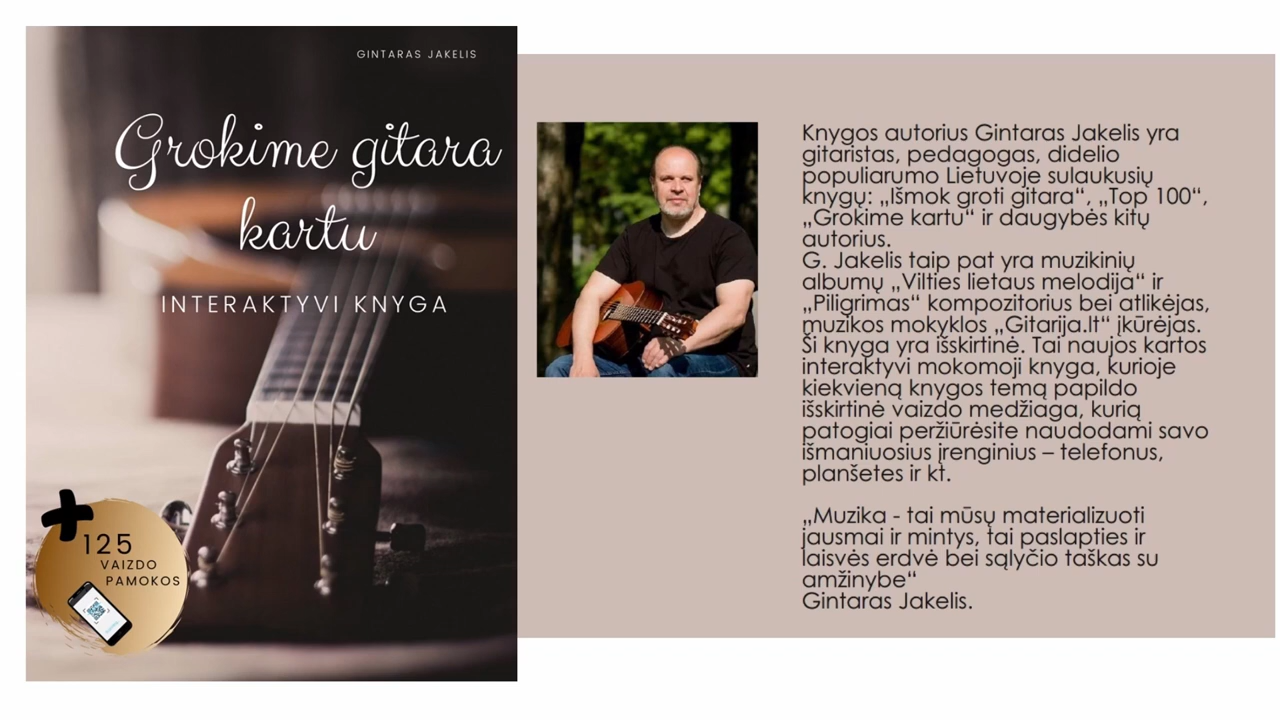 GINTARAS JAKELIS
Grokime gitara
kartu
INTERAKTYVI KNYGA
125
VAIZDO
PAMOKOS
Knygos autorius Gintaras Jakelis yra
gitaristas, pedagogas, didelio
populiarumo Lietuvoje sulaukusių
knygų: „Išmok groti gitara“, „Top 100“,
„Grokime kartu“ ir daugybės kitų
autorius.
G. Jakelis taip pat yra muzikinių
albumų „Vilties lietaus melodija“ ir
„Piligrimas“ kompozitorius bei atlikėjas,
muzikos mokyklos „Gitarija.lt“ įkūrėjas.
Ši knyga yra išskirtinė. Tai naujos kartos
interaktyvi mokomoji knyga, kurioje
kiekvieną knygos temą papildo
išskirtinė vaizdo medžiaga, kurią
patogiai peržiūrėsite naudodami savo
išmaniuosius įrenginius – telefonus,
planšetes ir kt.
„Muzika - tai mūsų materializuoti
jausmai ir mintys, tai paslapties ir
laisvės erdvė bei sąlyčio taškas su
amžinybe“
Gintaras Jakelis.